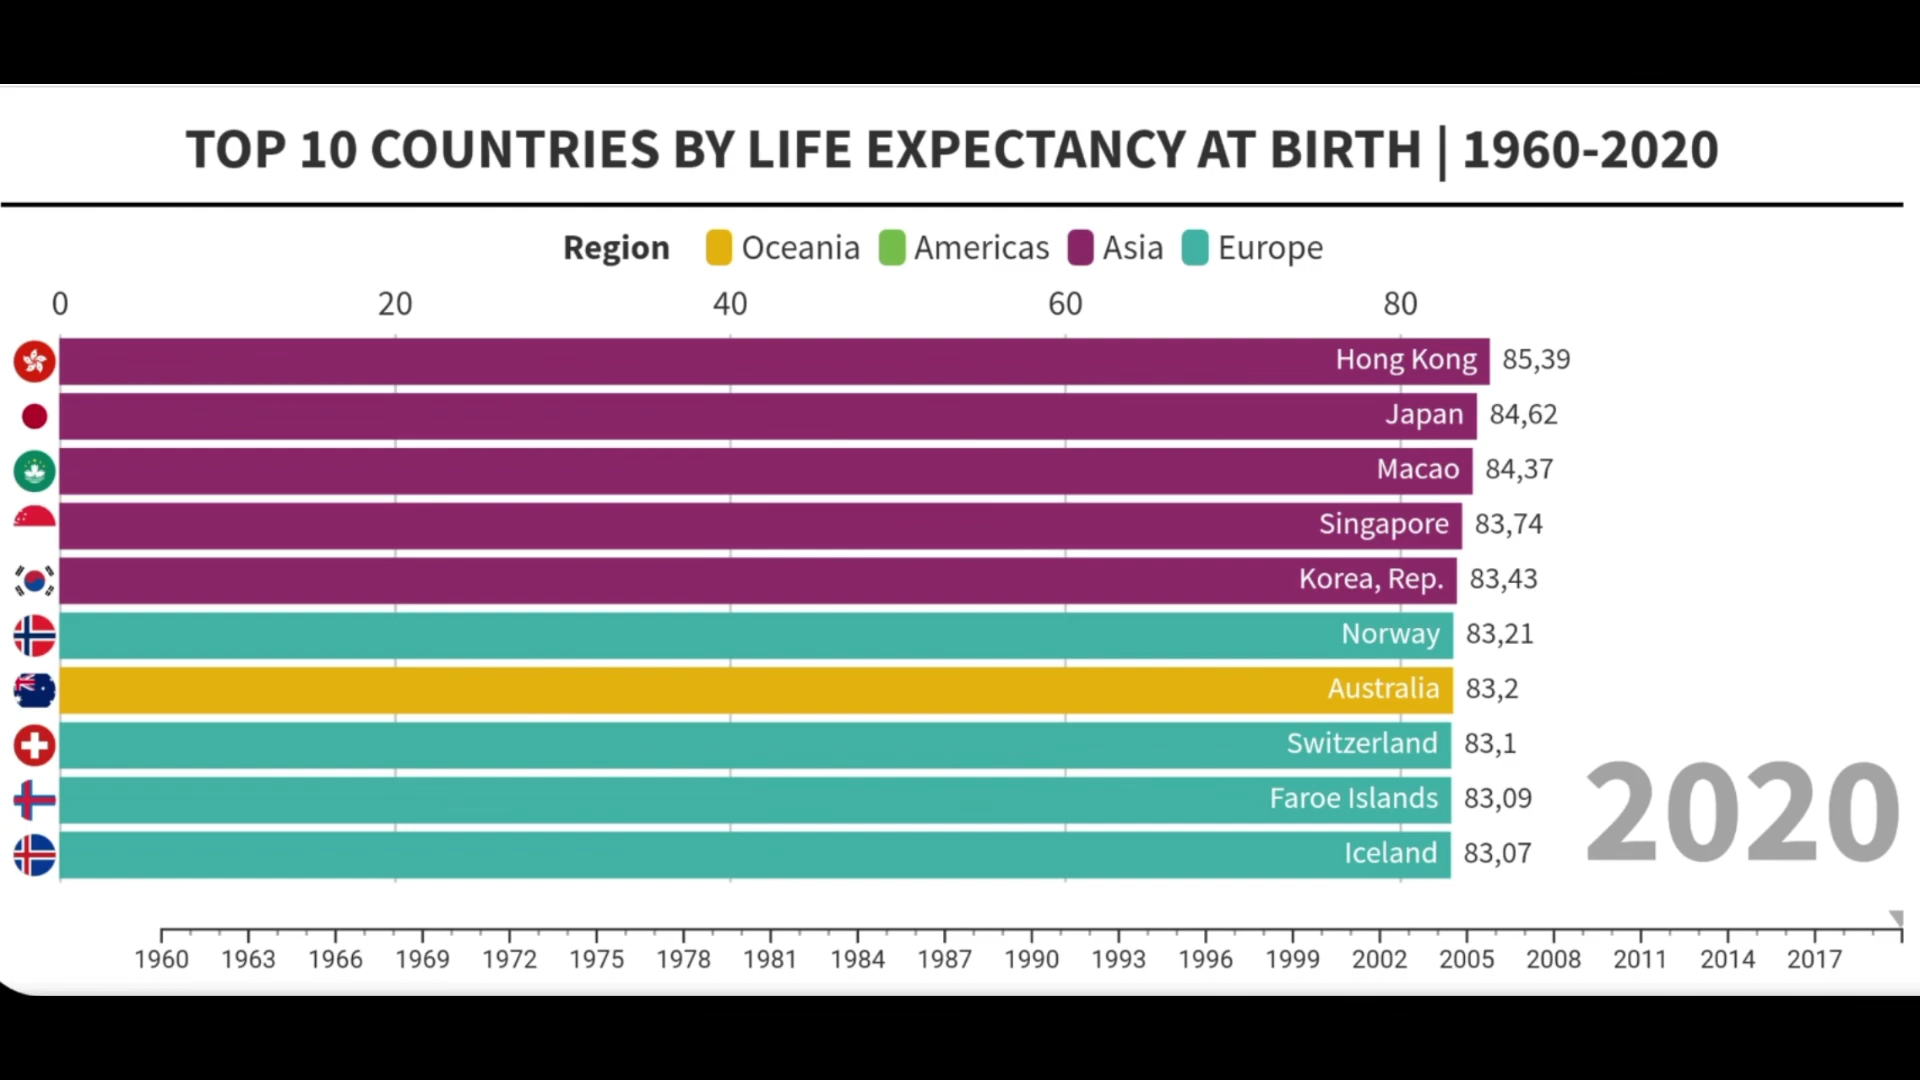 TOP 10 COUNTRIES BY LIFE EXPECTANCY AT BIRTH | 1960-2020
Region Oceania Americas Asia Europe
0 20 40 60 80
Hong Kong 85,39
Japan 84,62
Macao 84,37
Singapore 83,74
Korea, Rep. 83,43
Norway 83,21
Australia 83,2
Switzerland 83,1
Faroe Islands 83,09
Iceland 83,07
2020
1960 1963 1966 1969 1972 1975 1978 1981 1984 1987 1990 1993 1996 1999 2002 2005 2008 2011 2014 2017